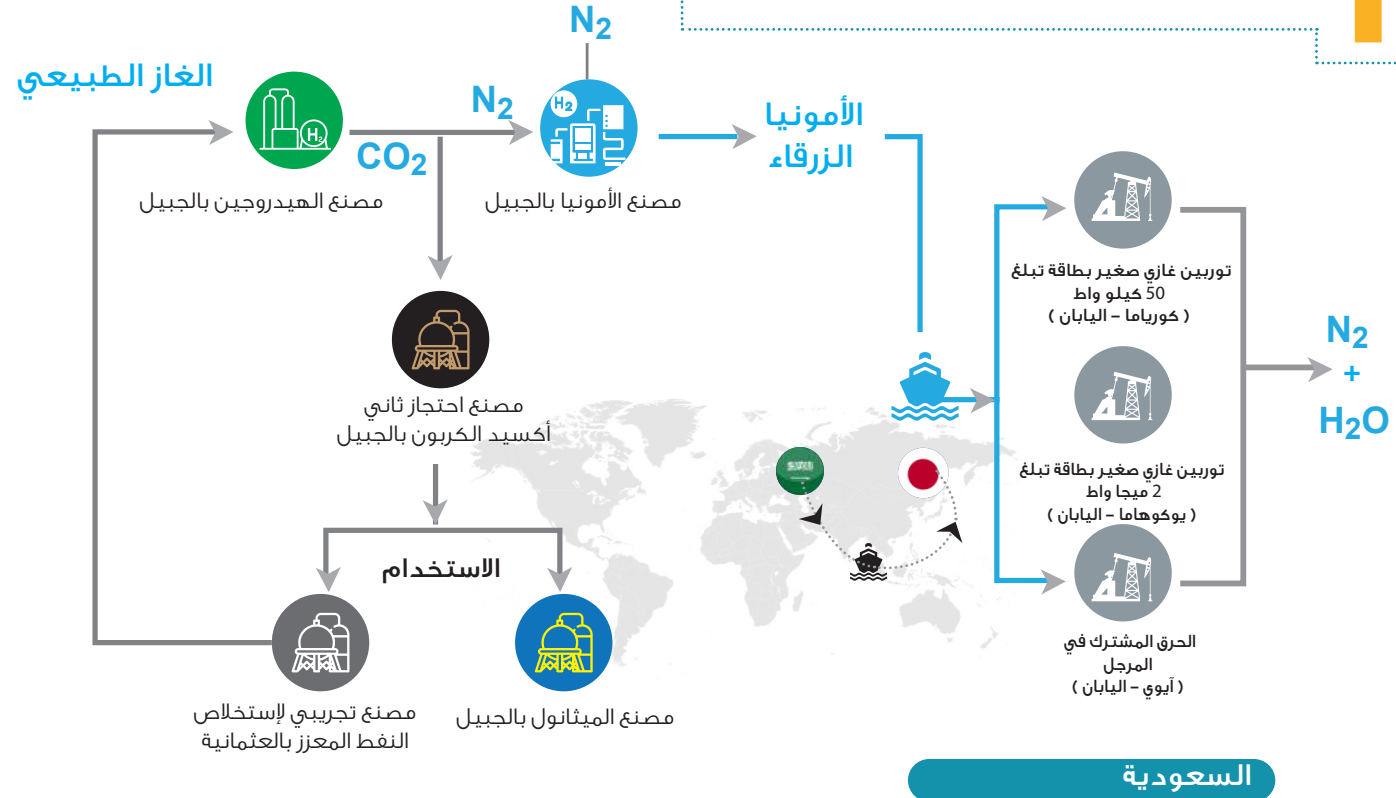 N2
الغاز الطبيعي
H2
CO2
N2
H2
مصنع الهيدروجين بالجبيل
مصنع الأمونيا بالجبيل
الأمونيا
الزرقاء
مصنع احتجاز ثاني
أكسيد الكربون بالجبيل
الاستخدام
مصنع تجريبي لإستخلاص
النفط المعزز بالعثمانية
مصنع الميثانول بالجبيل
توربين غازي صغير بطاقة تبلغ
50 كيلو واط
( كورياما – اليابان )
توربين غازي صغير بطاقة تبلغ
2 ميجا واط
( يوكوهاما – اليابان )
الحرق المشترك في
المرجل
( آيوي – اليابان )
N2
+
H2O
السعودية